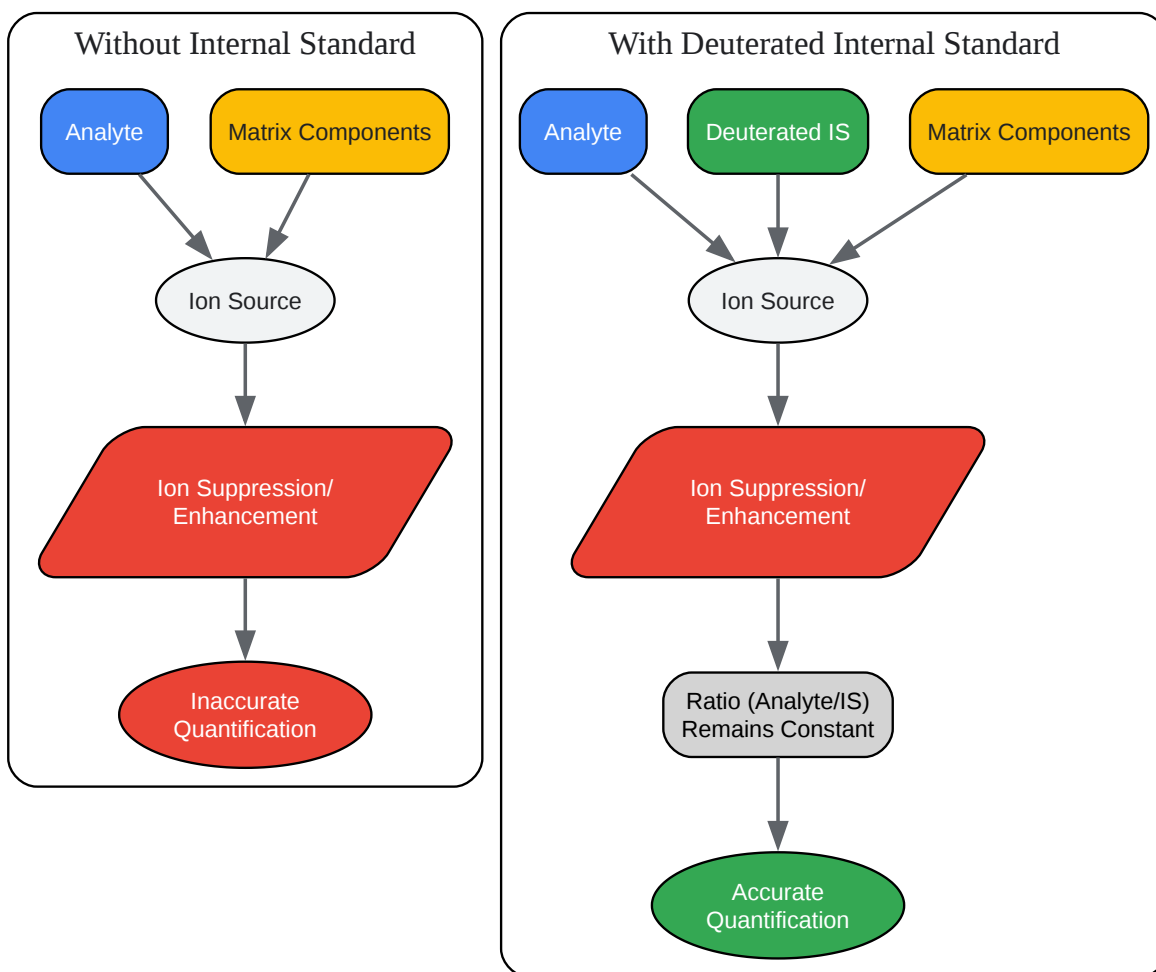 Without Internal Standard
Analyte
Matrix Components
Ion Source
Ion Suppression/
Enhancement
Inaccurate
Quantification
With Deuterated Internal Standard
Analyte
Deuterated IS
Matrix Components
Ion Source
Ion Suppression/
Enhancement
Ratio (Analyte/IS)
Remains Constant
Accurate
Quantification